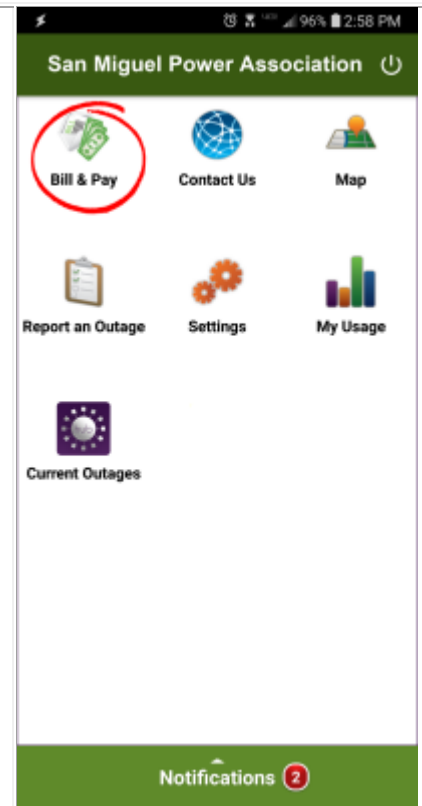 96% 2:58 PM
San Miguel Power Association
Bill & Pay Contact Us Map
Report an Outage Settings My Usage
Current Outages
Notifications 2